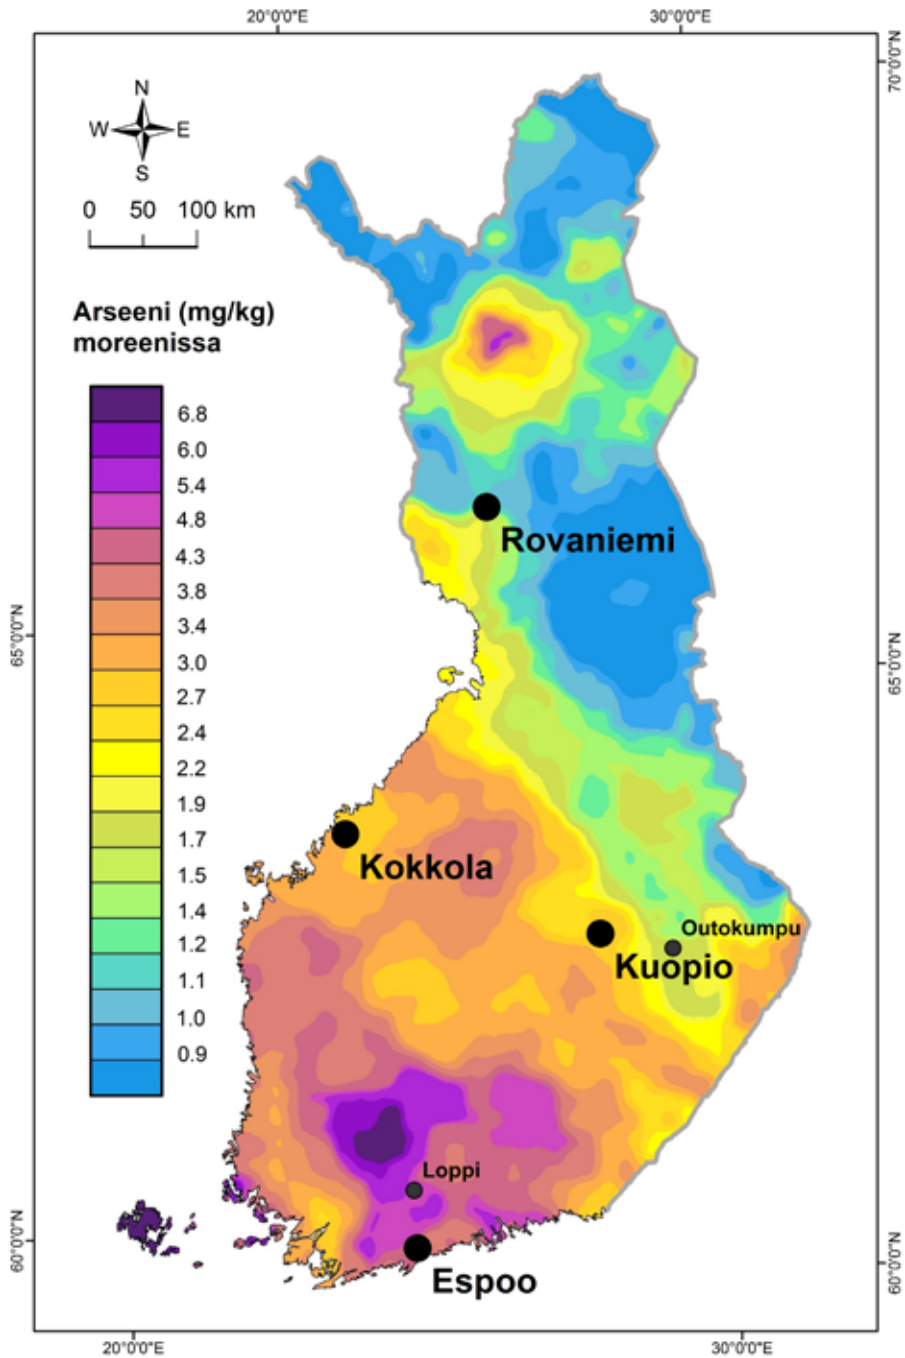 20°0'0"E 30°0'0"E
70°0'0"N
N
W E
S
0 50 100 km
Arseeni (mg/kg)
moreenissa
6.8
6.0
5.4
4.8
4.3
3.8
3.4
3.0
2.7
2.4
2.2
1.9
1.7
1.5
1.4
1.2
1.1
1.0
0.9
Rovaniemi
65°0'0"N
65°0'0"N
Kokkola
Outokumpu
Kuopio
Loppi
60°0'0"N
60°0'0"N
Espoo
20°0'0"E 30°0'0"E